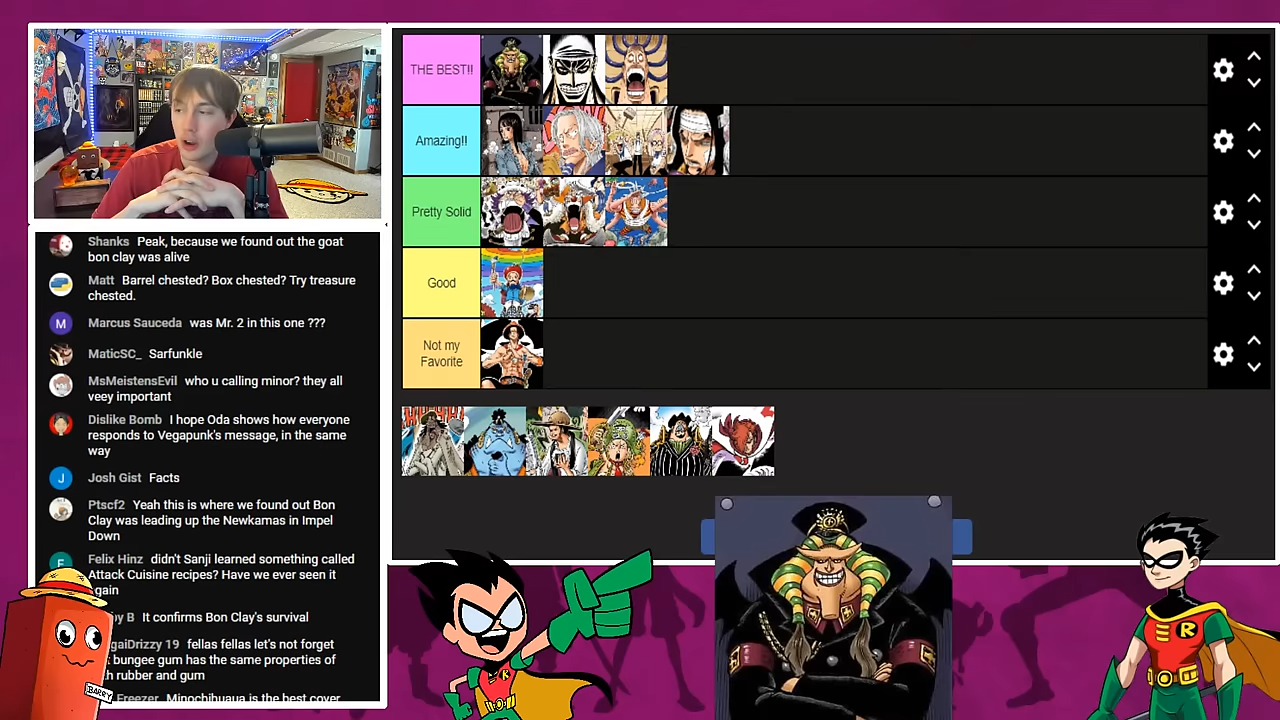 THE BEST!!
Amazing!!
Pretty Solid
Good
Not my
Favorite
Shanks Peak, because we found out the goat
bon clay was alive
Matt Barrel chested? Box chested? Try treasure
chested.
M Marcus Sauceda was Mr. 2 in this one ???
MaticSC_ Sarfunkle
MsMeistensEvil who u calling minor? they all
veey important
Dislike Bomb I hope Oda shows how everyone
responds to Vegapunk's message, in the same
way
J Josh Gist Facts
Ptscf2 Yeah this is where we found out Bon
Clay was leading up the Newkamas in Impel
Down
F Felix Hinz didn't Sanji learned something called
Attack Cuisine recipes? Have we ever seen it
gain
y B It confirms Bon Clay's survival
gaiDrizzy 19 fellas fellas let's not forget
bungee gum has the same properties of
h rubber and gum
Freezer Minochihuahua is the best cover
BARRY
R
R